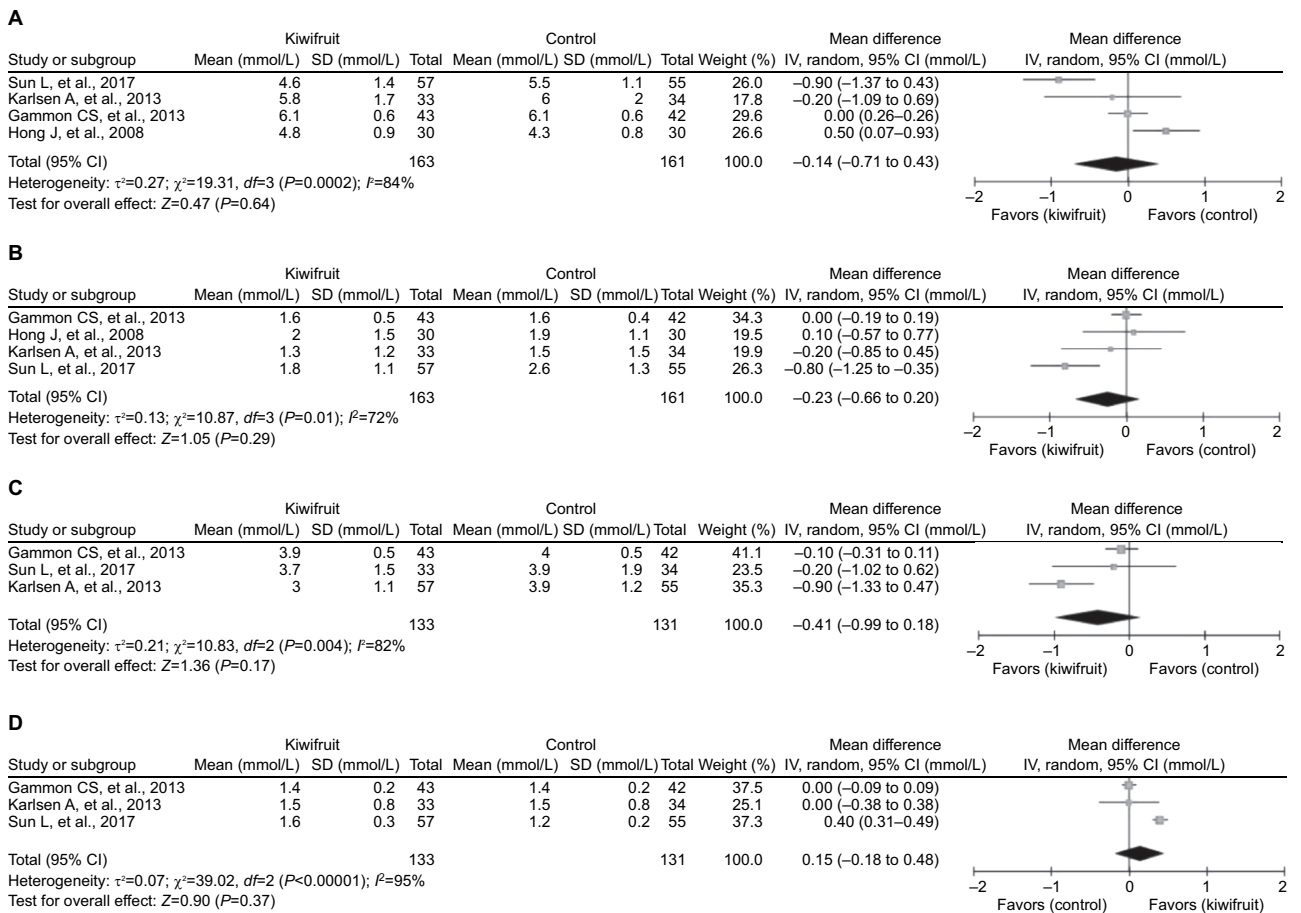 A
Kiwifruit Control Mean difference Mean difference
Study or subgroup Mean (mmol/L) SD (mmol/L) Total Mean (mmol/L) SD (mmol/L) Total Weight (%) IV, random, 95% CI (mmol/L) IV, random, 95% CI (mmol/L)
Sun L, et al., 2017 4.6 1.4 57 5.5 1.1 55 26.0 –0.90 (–1.37 to 0.43)
Karlsen A, et al., 2013 5.8 1.7 33 6 2 34 17.8 –0.20 (–1.09 to 0.69)
Gammon CS, et al., 2013 6.1 0.6 43 6.1 0.6 42 29.6 0.00 (0.26–0.26)
Hong J, et al., 2008 4.8 0.9 30 4.3 0.8 30 26.6 0.50 (0.07–0.93)
Total (95% CI) 163 161 100.0 –0.14 (–0.71 to 0.43)
Heterogeneity: τ²=0.27; χ²=19.31, df=3 (P=0.0002); I²=84%
Test for overall effect: Z=0.47 (P=0.64)
–2 –1 0 1 2
Favors (kiwifruit) Favors (control)
B
Kiwifruit Control Mean difference Mean difference
Study or subgroup Mean (mmol/L) SD (mmol/L) Total Mean (mmol/L) SD (mmol/L) Total Weight (%) IV, random, 95% CI (mmol/L) IV, random, 95% CI (mmol/L)
Gammon CS, et al., 2013 1.6 0.5 43 1.6 0.4 42 34.3 0.00 (–0.19 to 0.19)
Hong J, et al., 2008 2 1.5 30 1.9 1.1 30 19.5 0.10 (–0.57 to 0.77)
Karlsen A, et al., 2013 1.3 1.2 33 1.5 1.5 34 19.9 –0.20 (–0.85 to 0.45)
Sun L, et al., 2017 1.8 1.1 57 2.6 1.3 55 26.3 –0.80 (–1.25 to –0.35)
Total (95% CI) 163 161 100.0 –0.23 (–0.66 to 0.20)
Heterogeneity: τ²=0.13; χ²=10.87, df=3 (P=0.01); I²=72%
Test for overall effect: Z=1.05 (P=0.29)
–2 –1 0 1 2
Favors (kiwifruit) Favors (control)
C
Kiwifruit Control Mean difference Mean difference
Study or subgroup Mean (mmol/L) SD (mmol/L) Total Mean (mmol/L) SD (mmol/L) Total Weight (%) IV, random, 95% CI (mmol/L) IV, random, 95% CI (mmol/L)
Gammon CS, et al., 2013 3.9 0.5 43 4 0.5 42 41.1 –0.10 (–0.31 to 0.11)
Sun L, et al., 2017 3.7 1.5 33 3.9 1.9 34 23.5 –0.20 (–1.02 to 0.62)
Karlsen A, et al., 2013 3 1.1 57 3.9 1.2 55 35.3 –0.90 (–1.33 to 0.47)
Total (95% CI) 133 131 100.0 –0.41 (–0.99 to 0.18)
Heterogeneity: τ²=0.21; χ²=10.83, df=2 (P=0.004); I²=82%
Test for overall effect: Z=1.36 (P=0.17)
–2 –1 0 1 2
Favors (kiwifruit) Favors (control)
D
Kiwifruit Control Mean difference Mean difference
Study or subgroup Mean (mmol/L) SD (mmol/L) Total Mean (mmol/L) SD (mmol/L) Total Weight (%) IV, random, 95% CI (mmol/L) IV, random, 95% CI (mmol/L)
Gammon CS, et al., 2013 1.4 0.2 43 1.4 0.2 42 37.5 0.00 (–0.09 to 0.09)
Karlsen A, et al., 2013 1.5 0.8 33 1.5 0.8 34 25.1 0.00 (–0.38 to 0.38)
Sun L, et al., 2017 1.6 0.3 57 1.2 0.2 55 37.3 0.40 (0.31–0.49)
Total (95% CI) 133 131 100.0 0.15 (–0.18 to 0.48)
Heterogeneity: τ²=0.07; χ²=39.02, df=2 (P<0.00001); I²=95%
Test for overall effect: Z=0.90 (P=0.37)
–2 –1 0 1 2
Favors (control) Favors (kiwifruit)